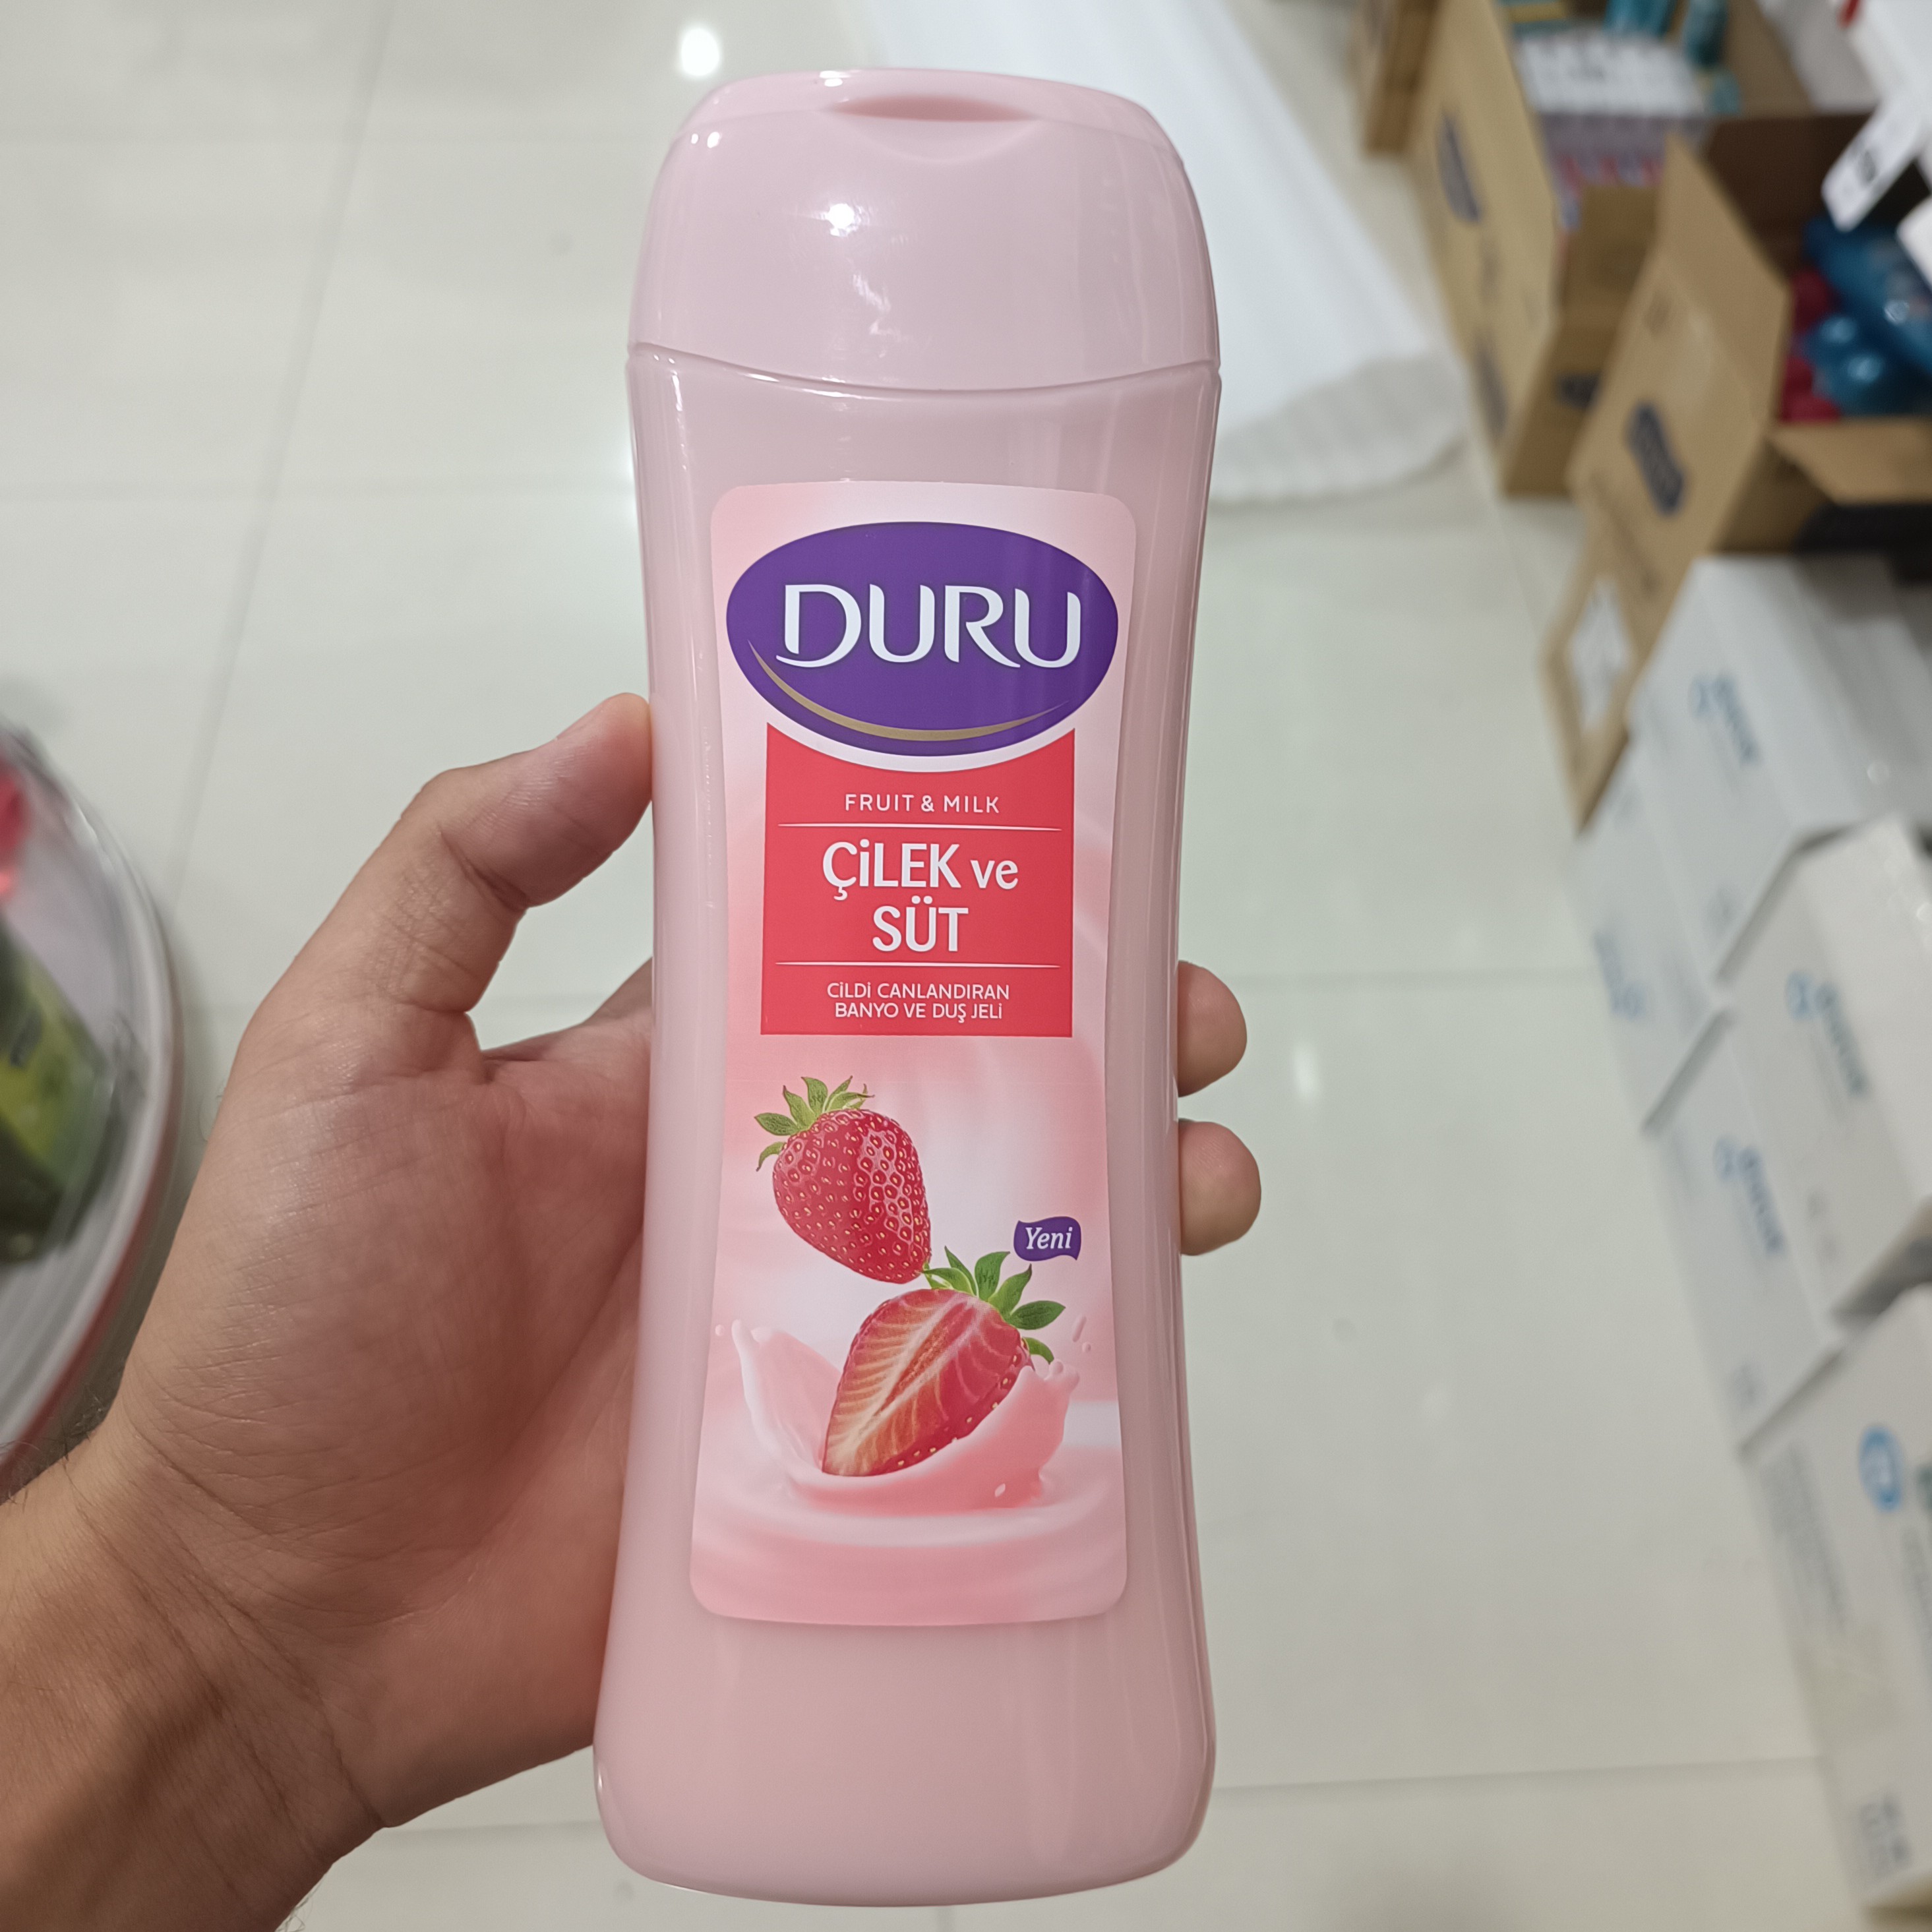 DURU
FRUIT & MILK
ÇiLEK ve
SÜT
CiLDi CANLANDIRAN
BANYO VE DUŞ JELi
Yeni